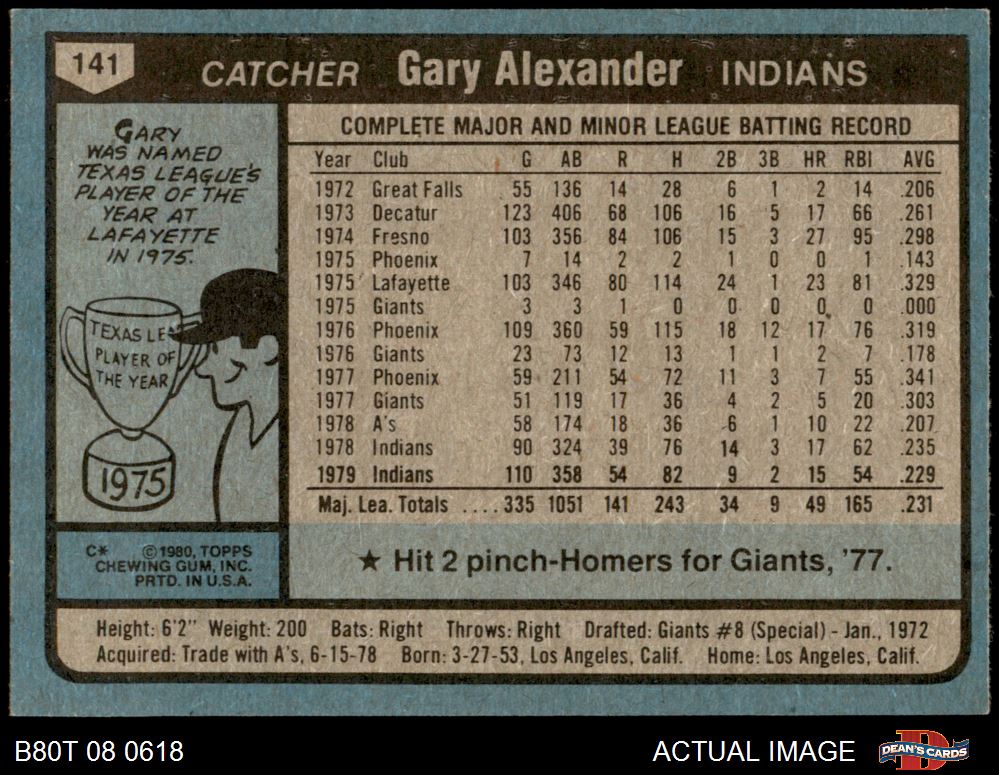 141 CATCHER Gary Alexander INDIANS
GARY
WAS NAMED
TEXAS LEAGUE'S
PLAYER OF THE
YEAR AT
LAFAYETTE
IN 1975.
TEXAS LE
PLAYER OF
THE YEAR
1975
C* ©1980, TOPPS
CHEWING GUM, INC.
PRTD. IN U.S.A.
COMPLETE MAJOR AND MINOR LEAGUE BATTING RECORD
Year Club G AB R H 2B 3B HR RBI AVG
1972 Great Falls 55 136 14 28 6 1 2 14 .206
1973 Decatur 123 406 68 106 16 5 17 66 .261
1974 Fresno 103 356 84 106 15 3 27 95 .298
1975 Phoenix 7 14 2 2 1 0 0 1 .143
1975 Lafayette 103 346 80 114 24 1 23 81 .329
1975 Giants 3 3 1 0 0 0 0 0 .000
1976 Phoenix 109 360 59 115 18 12 17 76 .319
1976 Giants 23 73 12 13 1 1 2 7 .178
1977 Phoenix 59 211 54 72 11 3 7 55 .341
1977 Giants 51 119 17 36 4 2 5 20 .303
1978 A's 58 174 18 36 6 1 10 22 .207
1978 Indians 90 324 39 76 14 3 17 62 .235
1979 Indians 110 358 54 82 9 2 15 54 .229
Maj. Lea. Totals ....335 1051 141 243 34 9 49 165 .231
★ Hit 2 pinch-Homers for Giants, '77.
Height: 6'2" Weight: 200 Bats: Right Throws: Right Drafted: Giants #8 (Special) - Jan., 1972
Acquired: Trade with A's, 6-15-78 Born: 3-27-53, Los Angeles, Calif. Home: Los Angeles, Calif.
B80T 08 0618 ACTUAL IMAGE D DEAN'S CARDS